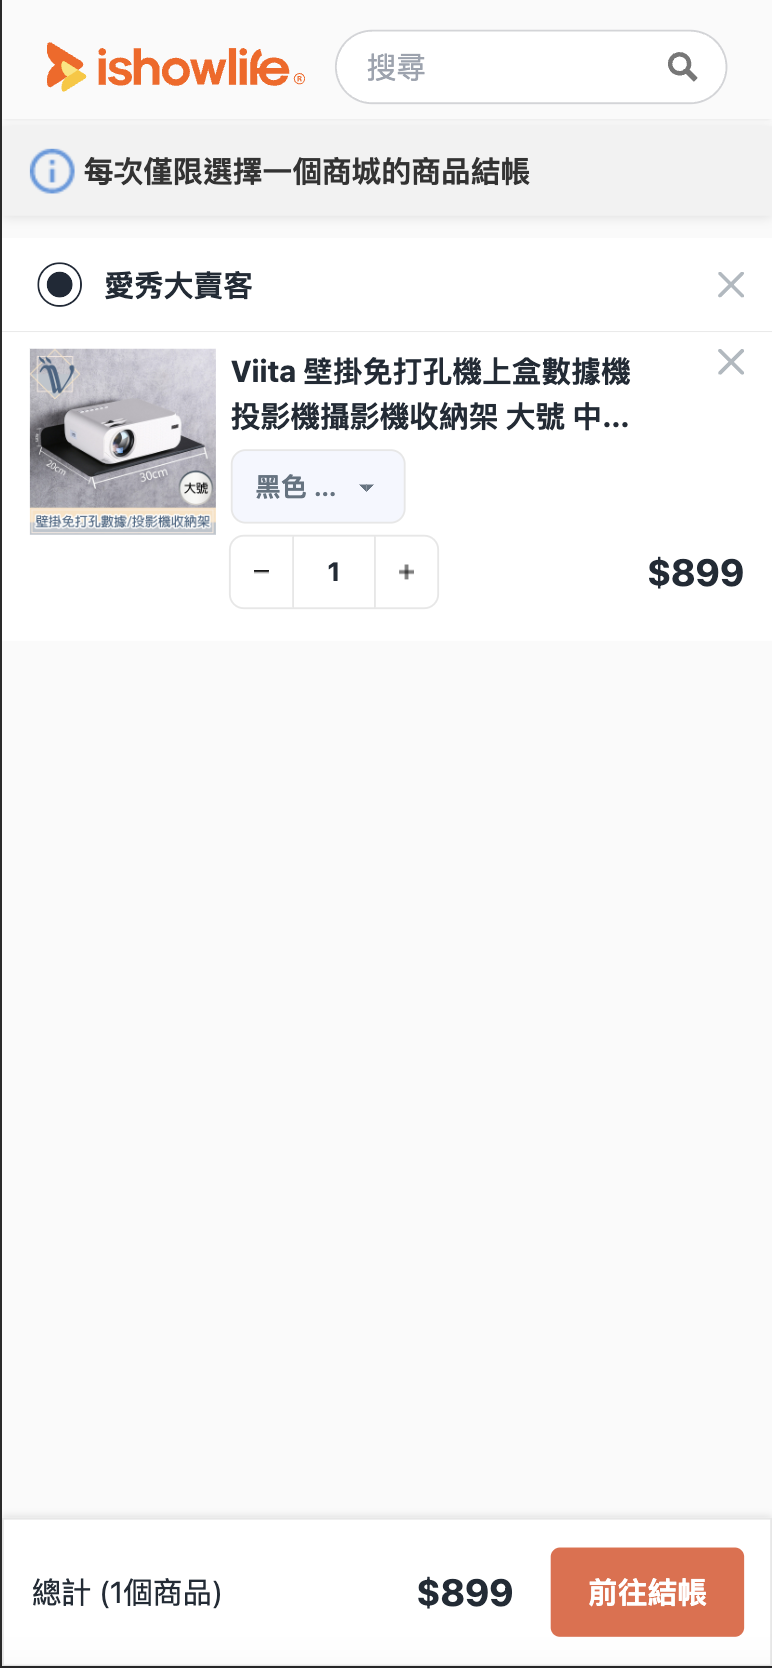 ishowlife®
搜尋
每次僅限選擇一個商城的商品結帳
愛秀大賣客
Viita 壁掛免打孔機上盒數據機
投影機攝影機收納架 大號 中...
20cm
30cm
大號
壁掛免打孔數據/投影機收納架
黑色 ...
− 1 +
$899
總計 (1個商品)
$899
前往結帳